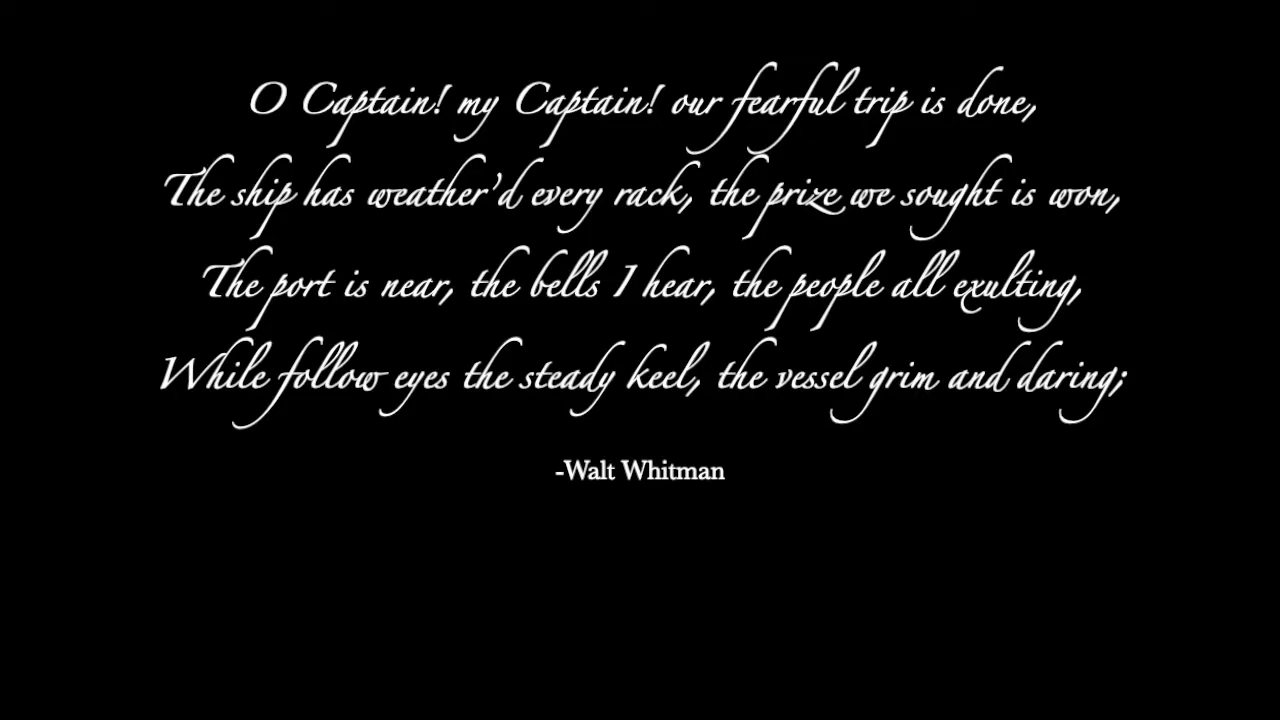 O Captain! my Captain! our fearful trip is done,
The ship has weather'd every rack, the prize we sought is won,
The port is near, the bells I hear, the people all exulting,
While follow eyes the steady keel, the vessel grim and daring;
-Walt Whitman